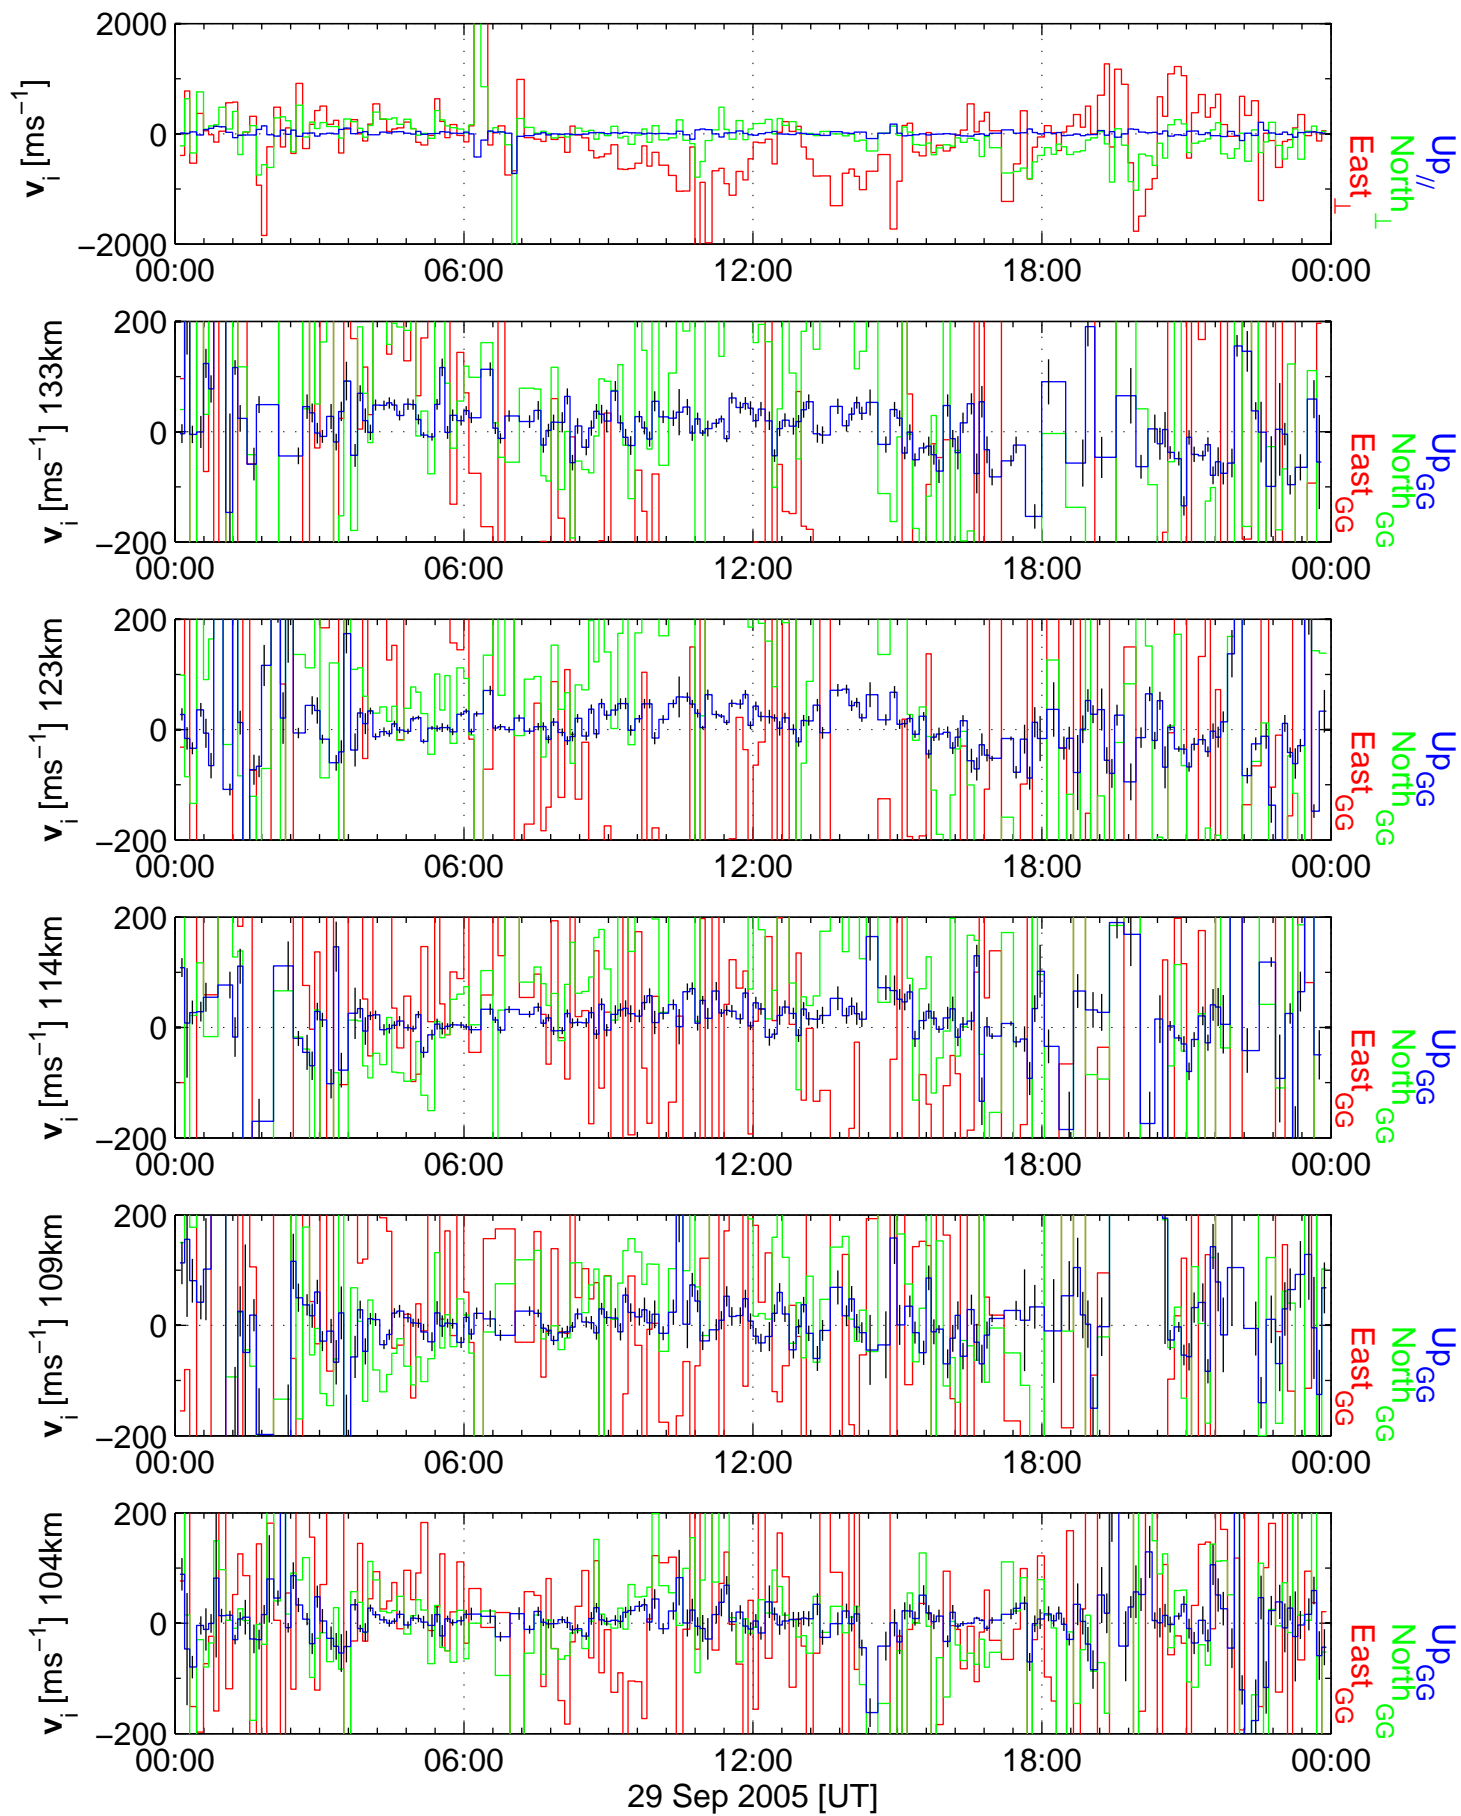 2000
0
−2000
v_i [ms^−1]
00:00 06:00 12:00 18:00 00:00
Up_//
North_⊥
East_⊥
200
0
−200
v_i [ms^−1] 133km
00:00 06:00 12:00 18:00 00:00
Up_GG
North_GG
East_GG
200
0
−200
v_i [ms^−1] 123km
00:00 06:00 12:00 18:00 00:00
Up_GG
North_GG
East_GG
200
0
−200
v_i [ms^−1] 114km
00:00 06:00 12:00 18:00 00:00
Up_GG
North_GG
East_GG
200
0
−200
v_i [ms^−1] 109km
00:00 06:00 12:00 18:00 00:00
Up_GG
North_GG
East_GG
200
0
−200
v_i [ms^−1] 104km
00:00 06:00 12:00 18:00 00:00
Up_GG
North_GG
East_GG
29 Sep 2005 [UT]